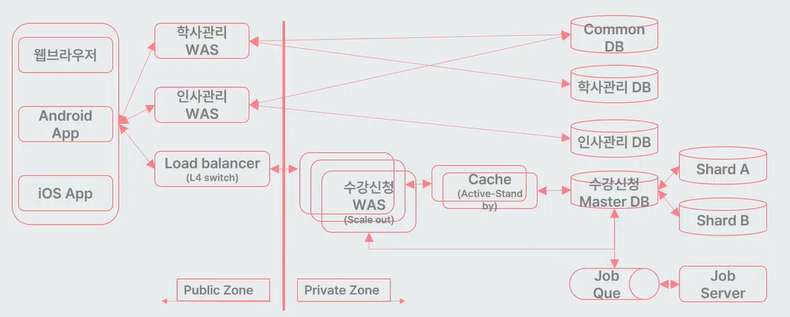 웹브라우저
Android
App
iOS App
학사관리
WAS
인사관리
WAS
Load balancer
(L4 switch)
수강신청
WAS
(Scale out)
Cache
(Active-Stand
by)
Common
DB
학사관리 DB
인사관리 DB
수강신청
Master DB
Shard A
Shard B
Job
Que
Job
Server
Public Zone
Private Zone